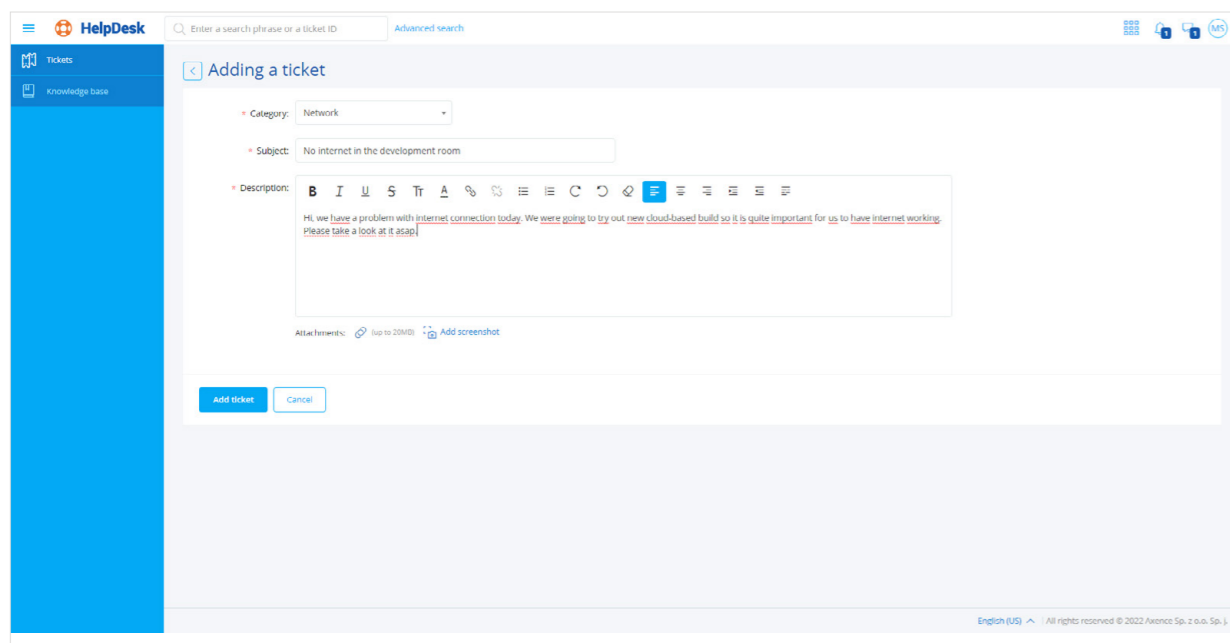 HelpDesk
Enter a search phrase or a ticket ID
Advanced search
1
1
MS
Tickets
Knowledge base
Adding a ticket
* Category: Network
* Subject: No internet in the development room
* Description:
B I U S Tт A
Hi, we have a problem with internet connection today. We were going to try out new cloud-based build so it is quite important for us to have internet working.
Please take a look at it asap.
Attachments: (up to 20MB) Add screenshot
Add ticket
Cancel
English (US) All rights reserved © 2022 Axence Sp. z o.o. Sp. j.